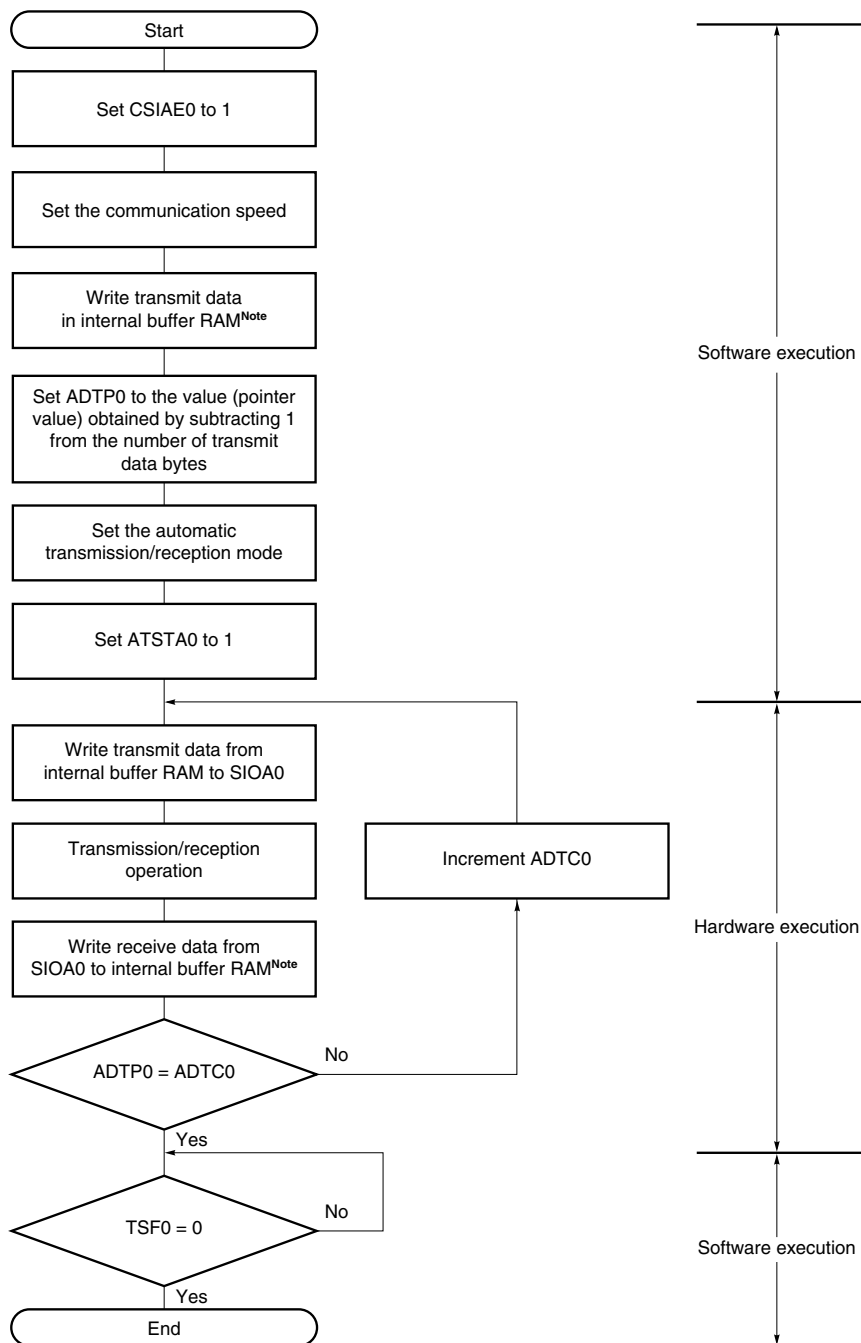 Start
Set CSIAE0 to 1
Set the communication speed
Write transmit data
in internal buffer RAMNote
Software execution
Set ADTP0 to the value (pointer
value) obtained by subtracting 1
from the number of transmit
data bytes
Set the automatic
transmission/reception mode
Set ATSTA0 to 1
Write transmit data from
internal buffer RAM to SIOA0
Transmission/reception
operation
Increment ADTC0
Hardware execution
Write receive data from
SIOA0 to internal buffer RAMNote
ADTP0 = ADTC0
No
Yes
TSF0 = 0
No
Software execution
Yes
End